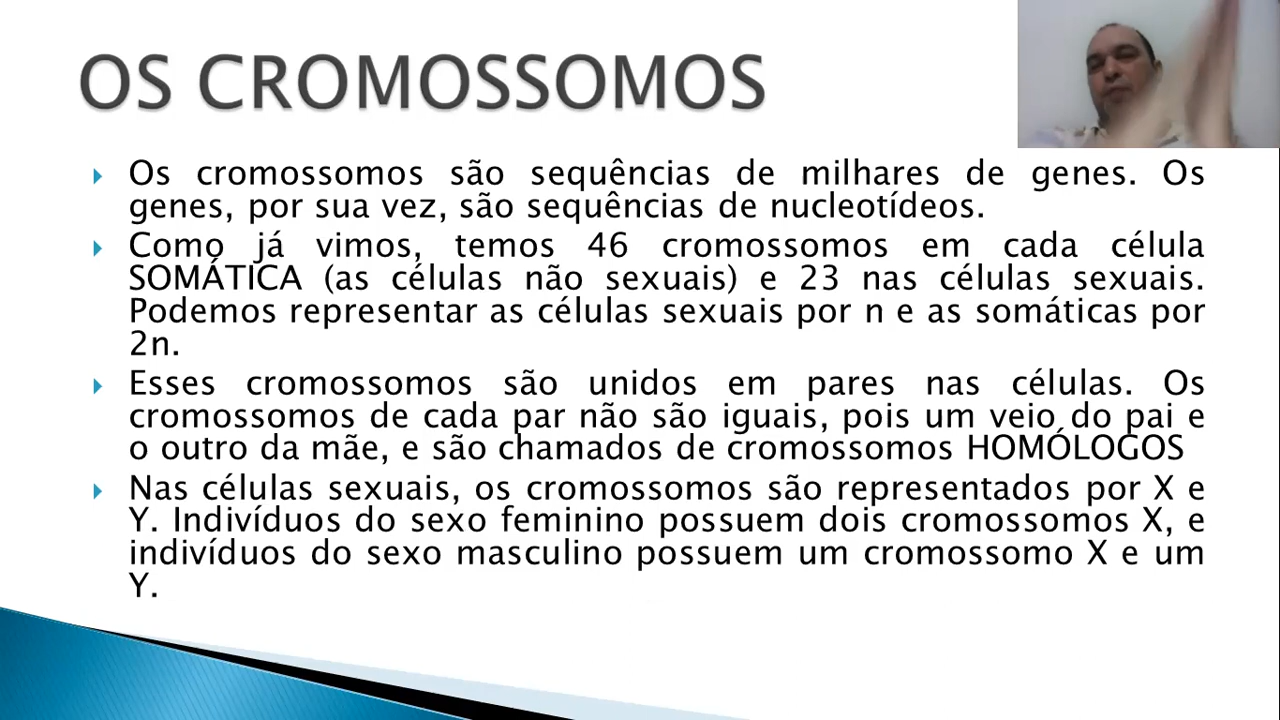 OS CROMOSSOMOS
Os cromossomos são sequências de milhares de genes. Os
genes, por sua vez, são sequências de nucleotídeos.
Como já vimos, temos 46 cromossomos em cada célula
SOMÁTICA (as células não sexuais) e 23 nas células sexuais.
Podemos representar as células sexuais por n e as somáticas por
2n.
Esses cromossomos são unidos em pares nas células. Os
cromossomos de cada par não são iguais, pois um veio do pai e
o outro da mãe, e são chamados de cromossomos HOMÓLOGOS
Nas células sexuais, os cromossomos são representados por X e
Y. Indivíduos do sexo feminino possuem dois cromossomos X, e
indivíduos do sexo masculino possuem um cromossomo X e um
Y.